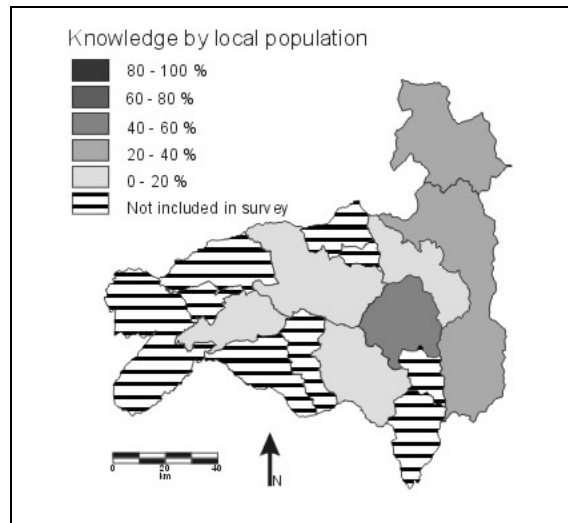 Knowledge by local population
80 - 100 %
60 - 80 %
40 - 60 %
20 - 40 %
0 - 20 %
Not included in survey
0 20 40
km
N